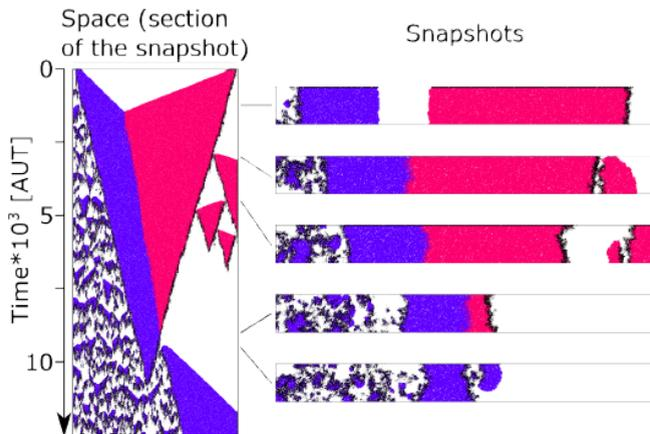 Space (section
of the snapshot)
Snapshots
Time*10³ [AUT]
0
5
10